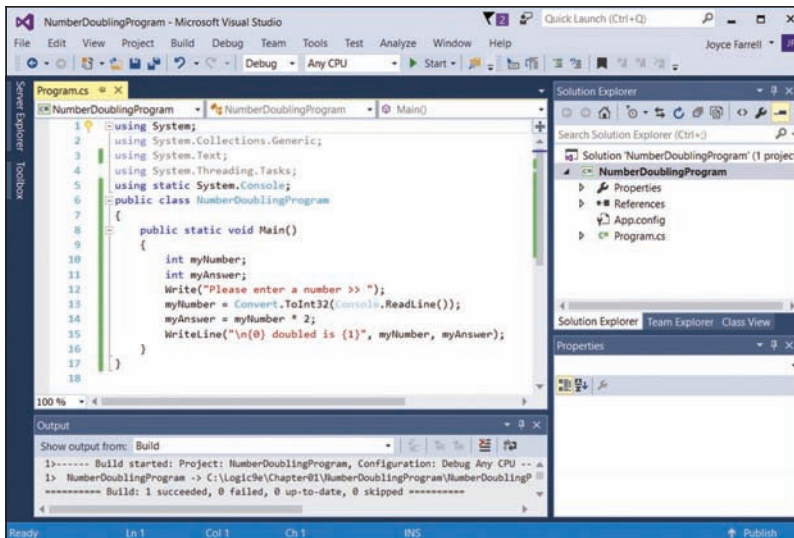 NumberDoublingProgram - Microsoft Visual Studio
2
Quick Launch (Ctrl+Q)
File Edit View Project Build Debug Team Tools Test Analyze Window Help
Joyce Farrell
JF
Debug Any CPU Start
Server Explorer
Toolbox
Program.cs
NumberDoublingProgram NumberDoublingProgram Main()
1 using System;
2 using System.Collections.Generic;
3 using System.Text;
4 using System.Threading.Tasks;
5 using static System.Console;
6 public class NumberDoublingProgram
7 {
8 public static void Main()
9 {
10 int myNumber;
11 int myAnswer;
12 Write("Please enter a number >> ");
13 myNumber = Convert.ToInt32(Console.ReadLine());
14 myAnswer = myNumber * 2;
15 WriteLine("\n{0} doubled is {1}", myNumber, myAnswer);
16 }
17 }
18
100 %
Output
Show output from: Build
1>------ Build started: Project: NumberDoublingProgram, Configuration: Debug Any CPU --
1> NumberDoublingProgram -> C:\Logic9e\Chapter01\NumberDoublingProgram\NumberDoublingP
========== Build: 1 succeeded, 0 failed, 0 up-to-date, 0 skipped ==========
Solution Explorer
Search Solution Explorer (Ctrl+;)
Solution 'NumberDoublingProgram' (1 projec
C# NumberDoublingProgram
Properties
References
App.config
C# Program.cs
Solution Explorer Team Explorer Class View
Properties
Ready Ln 1 Col 1 Ch 1 INS Publish